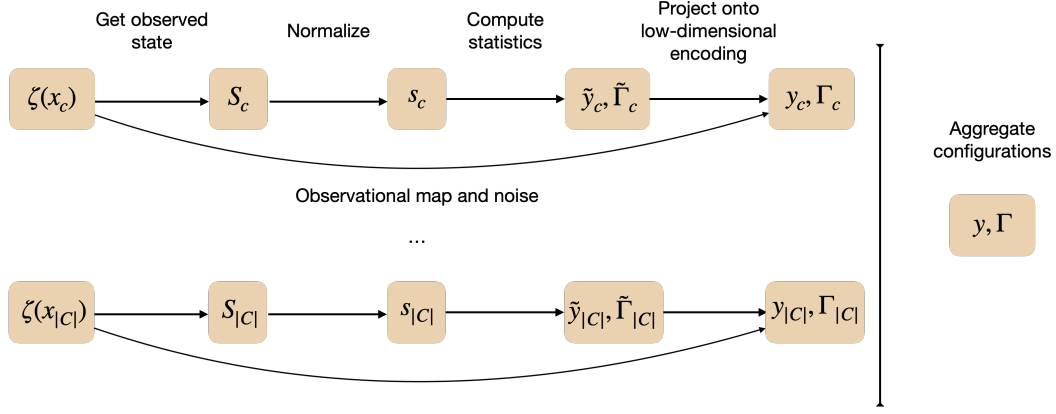 Get observed
state
Normalize
Compute
statistics
Project onto
low-dimensional
encoding
ζ(x_c)
S_c
s_c
ỹ_c, Γ̃_c
y_c, Γ_c
Observational map and noise
...
ζ(x_|C|)
S_|C|
s_|C|
ỹ_|C|, Γ̃_|C|
y_|C|, Γ_|C|
Aggregate
configurations
y, Γ